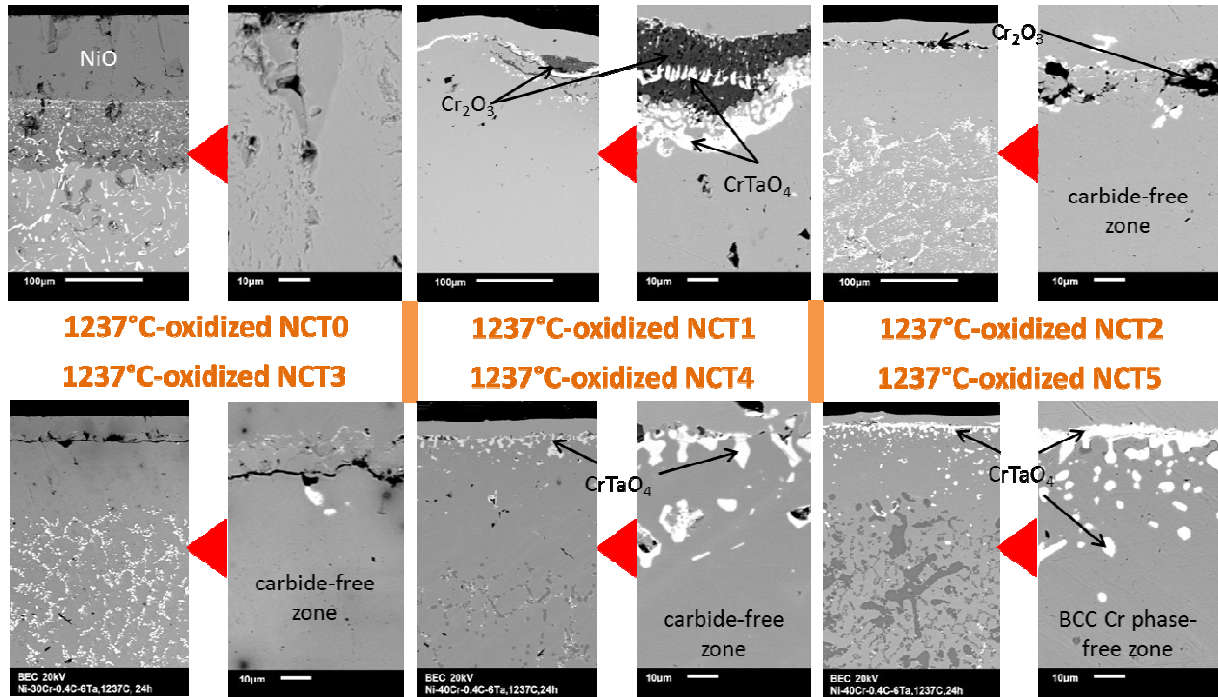 NiO
Cr2O3
CrTaO4
Cr2O3
carbide-free
zone
100μm
10μm
100μm
10μm
100μm
10μm
1237°C-oxidized NCT0
1237°C-oxidized NCT1
1237°C-oxidized NCT2
1237°C-oxidized NCT3
1237°C-oxidized NCT4
1237°C-oxidized NCT5
CrTaO4
CrTaO4
carbide-free
zone
carbide-free
zone
BCC Cr phase-
free zone
BEC 20kV
Ni-30Cr-0.4C-6Ta,1237C, 24h
10μm
BEC 20kV
Ni-40Cr-0.4C-6Ta,1237C,24h
10μm
BEC 20kV
Ni-40Cr-0.4C-6Ta,1237C, 24h
10μm